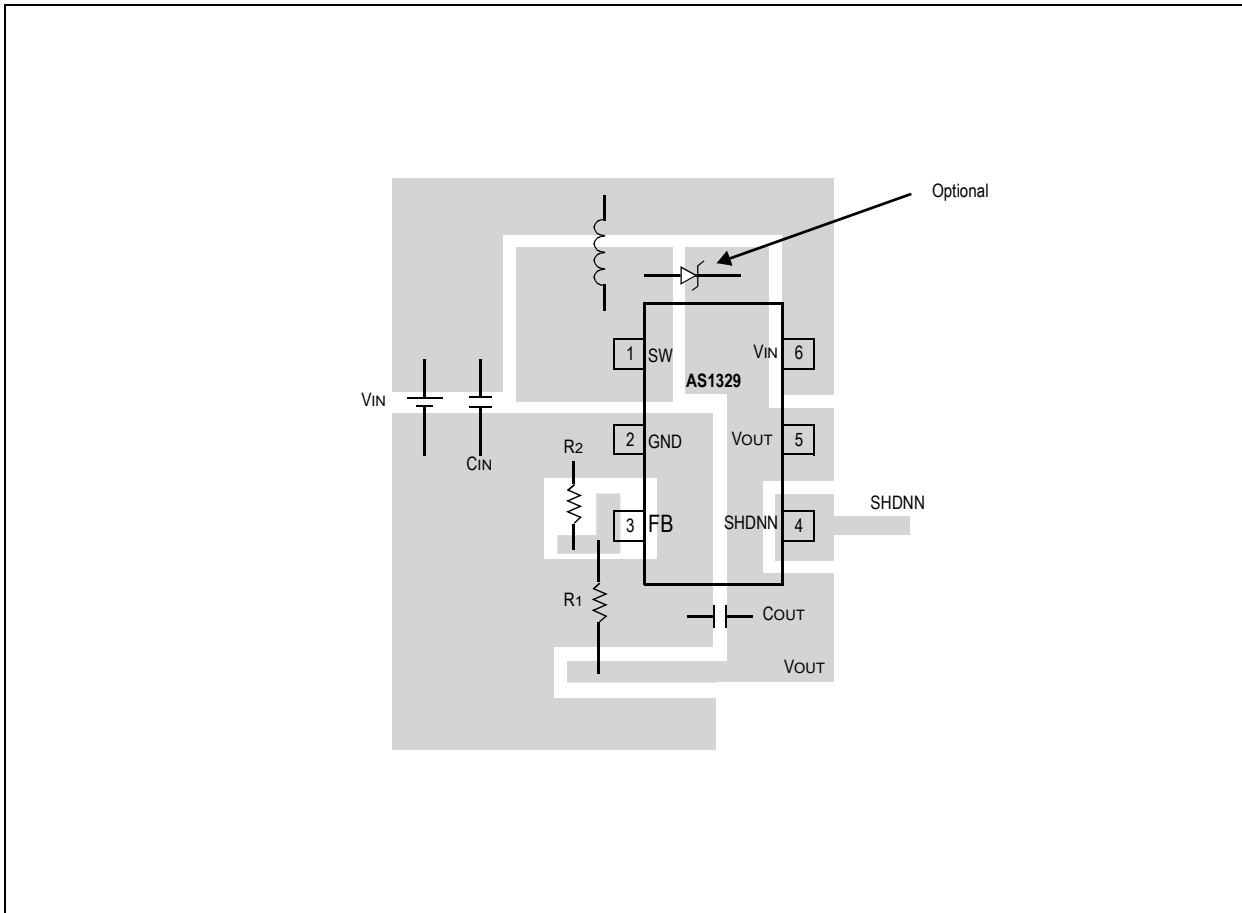 Optional
1
SW
VIN
6
AS1329
VIN
CIN
R2
2
GND
VOUT
5
3
FB
SHDNN
4
SHDNN
R1
COUT
VOUT